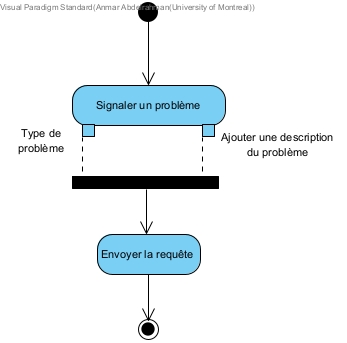 Visual Paradigm Standard(Anmar Abdelrahman(University of Montreal))
Signaler un problème
Type de
problème
Ajouter une description
du problème
Envoyer la requête